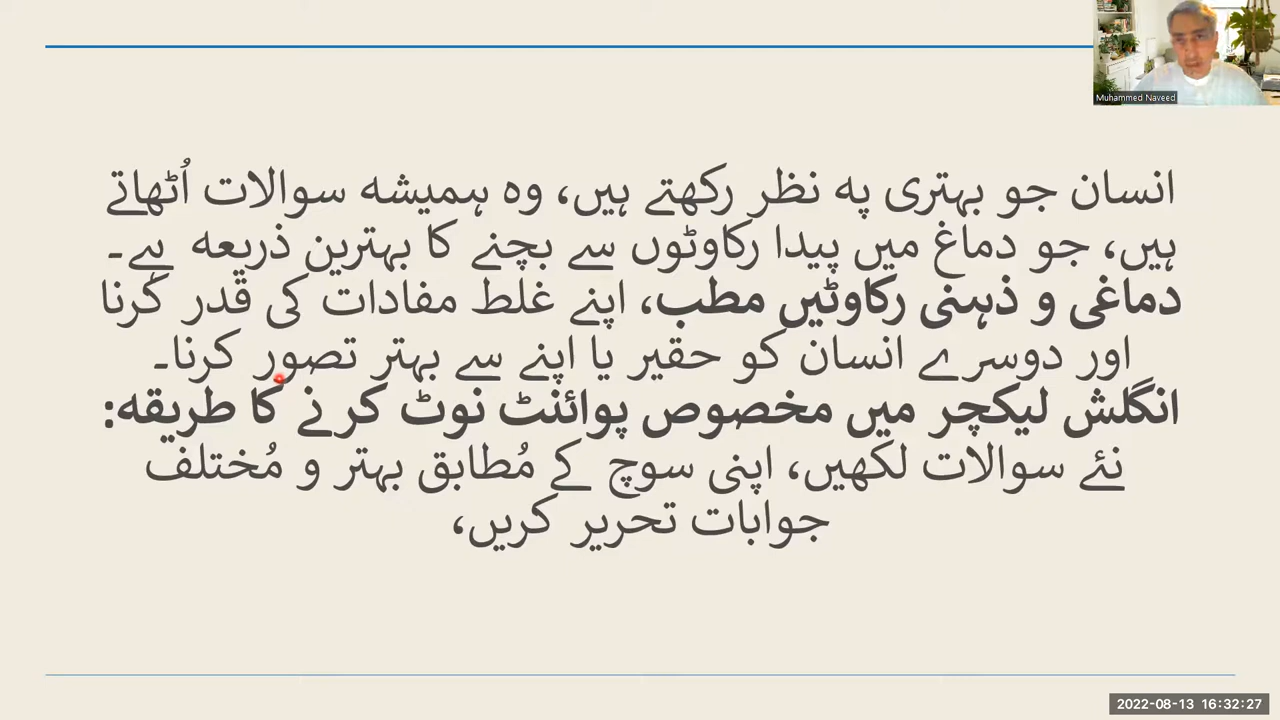 Muhammed Naveed
انسان جو بہتری پہ نظر رکھتے ہیں، وہ ہمیشہ سوالات اُٹھاتے
ہیں، جو دماغ میں پیدا رکاوٹوں سے بچنے کا بہترین ذریعہ ہے۔
دماغی و ذہنی رکاوٹیں مطب، اپنے غلط مفادات کی قدر کرنا
اور دوسرے انسان کو حقیر یا اپنے سے بہتر تصور کرنا۔
انگلش لیکچر میں مخصوص پوائنٹ نوٹ کرنے کا طریقہ:
نئے سوالات لکھیں، اپنی سوچ کے مُطابق بہتر و مُختلف
جوابات تحریر کریں،
2022-08-13 16:32:27